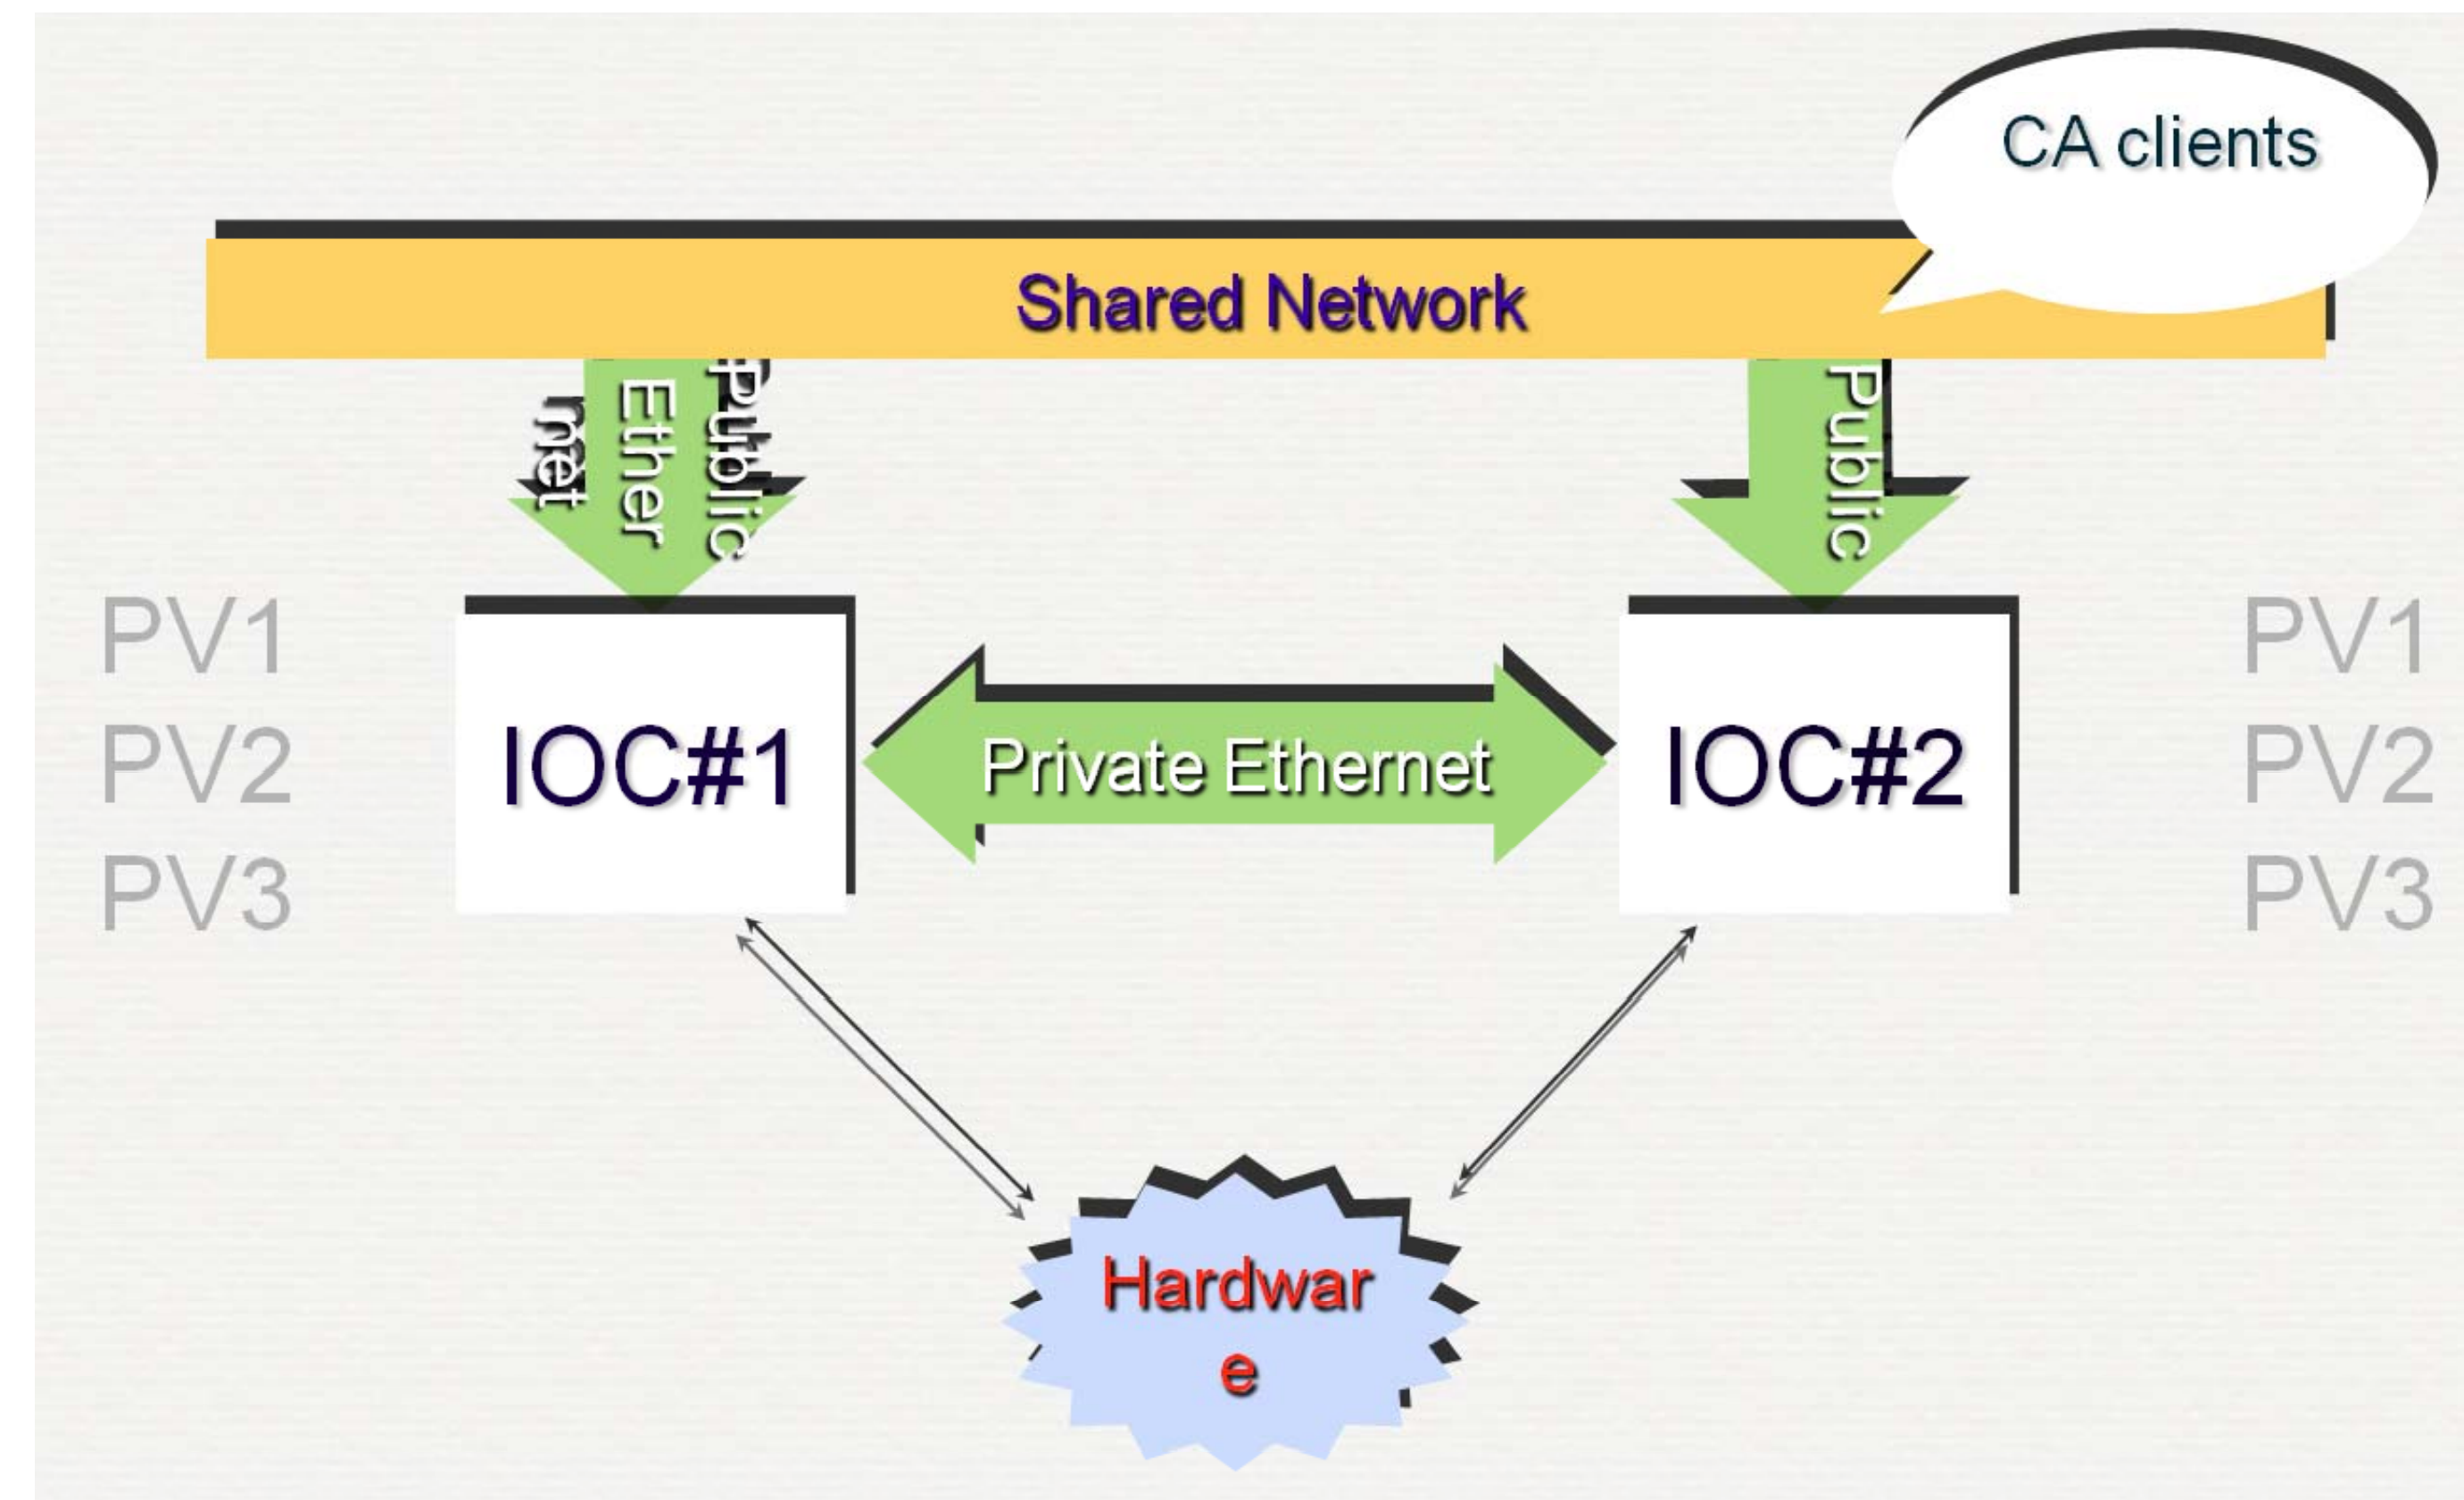 CA clients
Shared Network
Public
Ether
net
Public
PV1
PV2
PV3
IOC#1
Private Ethernet
IOC#2
PV1
PV2
PV3
Hardwar
e